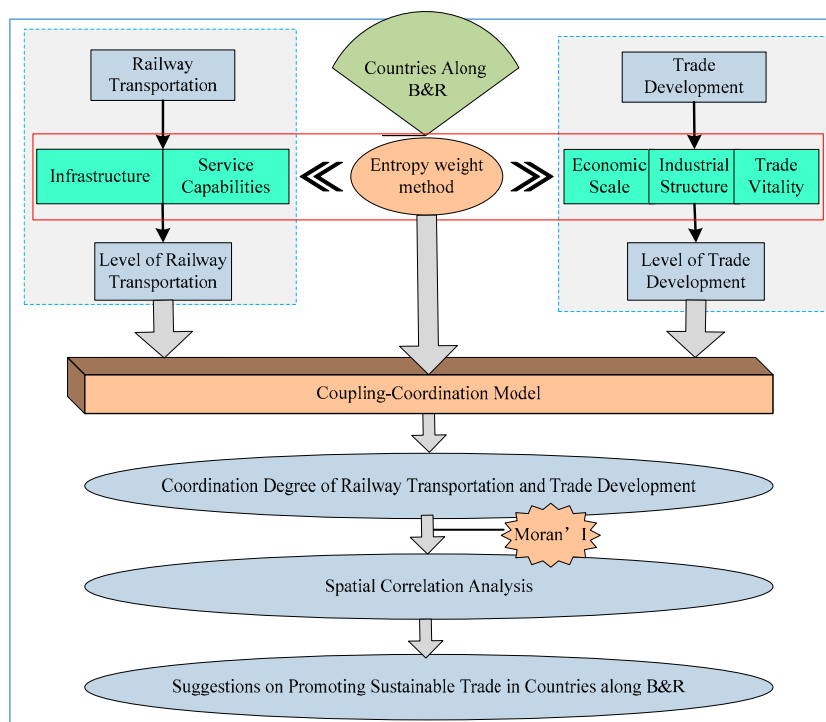 Railway
Transportation
Countries Along
B&R
Trade
Development
Infrastructure
Service
Capabilities
Entropy weight
method
Economic
Scale
Industrial
Structure
Trade
Vitality
Level of Railway
Transportation
Level of Trade
Development
Coupling-Coordination Model
Coordination Degree of Railway Transportation and Trade Development
Moran’ I
Spatial Correlation Analysis
Suggestions on Promoting Sustainable Trade in Countries along B&R